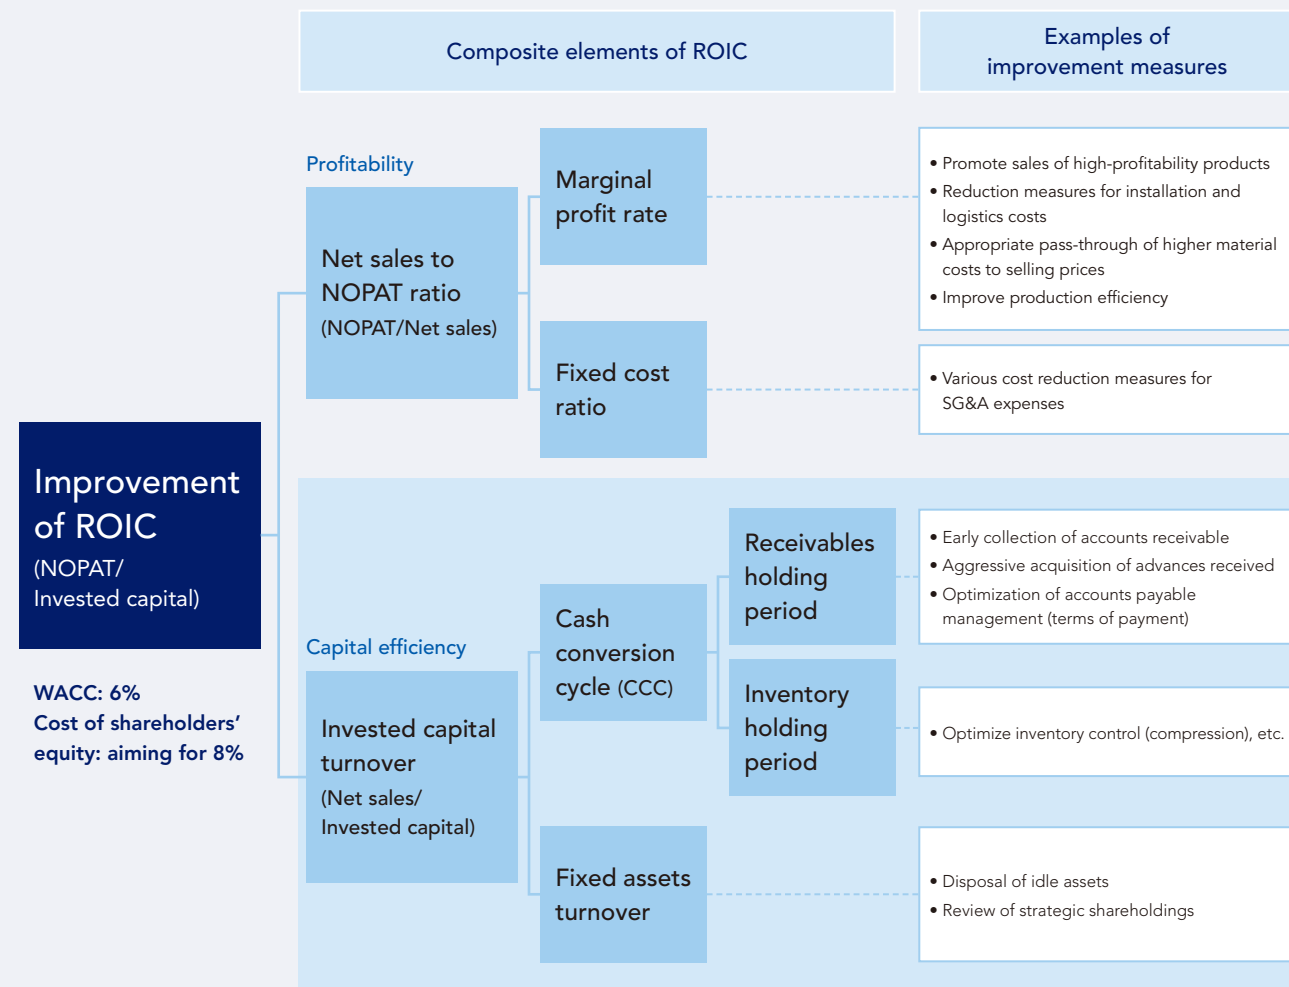 Composite elements of ROIC
Examples of
improvement measures
Improvement
of ROIC
(NOPAT/
Invested capital)
WACC: 6%
Cost of shareholders’
equity: aiming for 8%
Profitability
Net sales to
NOPAT ratio
(NOPAT/Net sales)
Marginal
profit rate
• Promote sales of high-profitability products
• Reduction measures for installation and
logistics costs
• Appropriate pass-through of higher material
costs to selling prices
• Improve production efficiency
Fixed cost
ratio
• Various cost reduction measures for
SG&A expenses
Capital efficiency
Invested capital
turnover
(Net sales/
Invested capital)
Cash
conversion
cycle (CCC)
Receivables
holding
period
• Early collection of accounts receivable
• Aggressive acquisition of advances received
• Optimization of accounts payable
management (terms of payment)
Inventory
holding
period
• Optimize inventory control (compression), etc.
Fixed assets
turnover
• Disposal of idle assets
• Review of strategic shareholdings